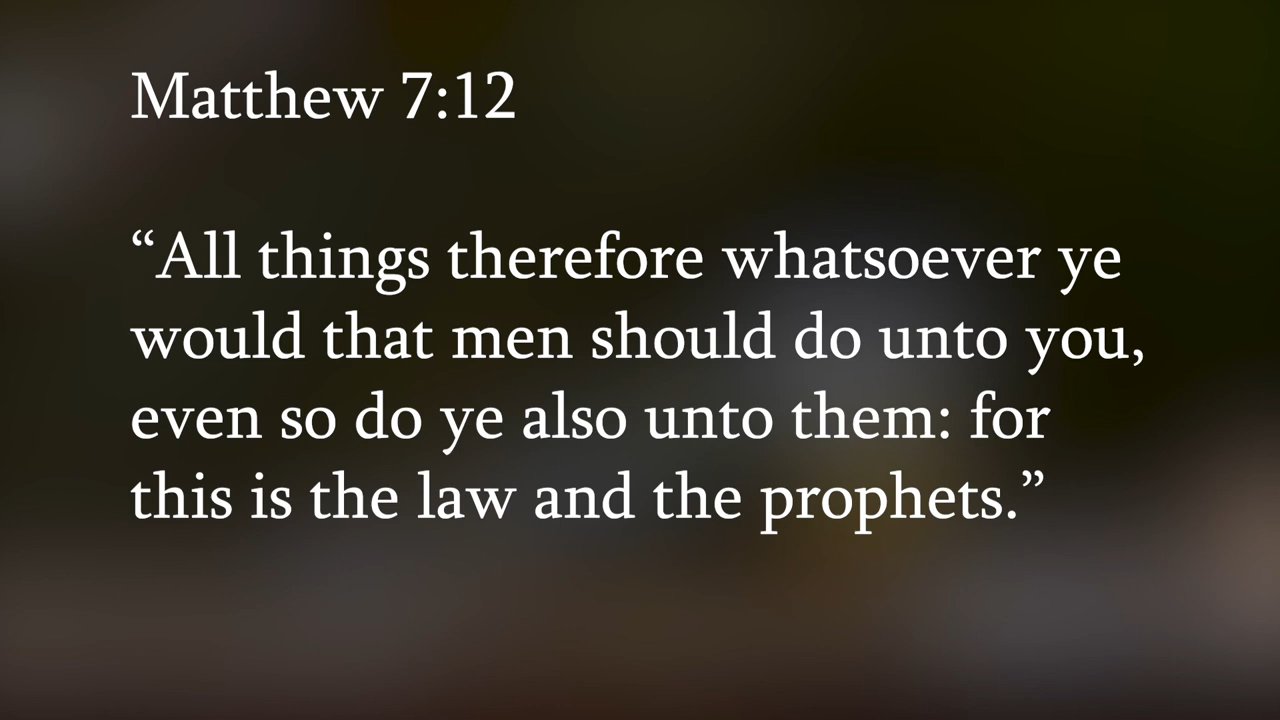 Matthew 7:12
“All things therefore whatsoever ye
would that men should do unto you,
even so do ye also unto them: for
this is the law and the prophets.”